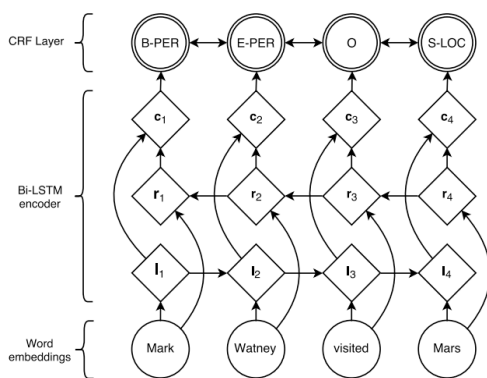 CRF Layer
B-PER E-PER O S-LOC
c1 c2 c3 c4
Bi-LSTM
encoder
r1 r2 r3 r4
l1 l2 l3 l4
Word
embeddings
Mark Watney visited Mars